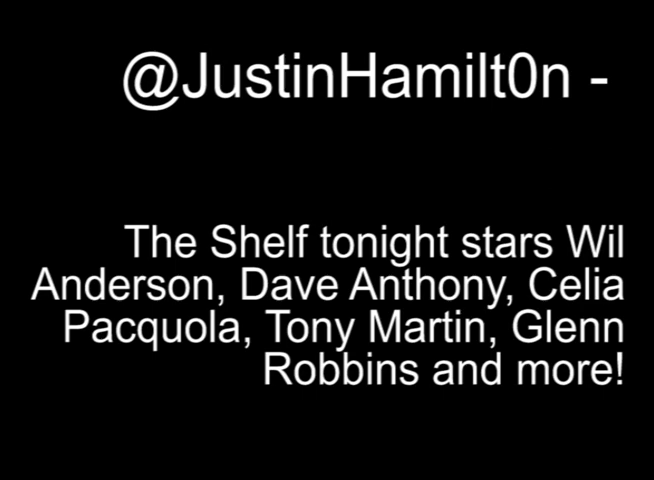 @JustinHamilt0n -
The Shelf tonight stars Wil
Anderson, Dave Anthony, Celia
Pacquola, Tony Martin, Glenn
Robbins and more!